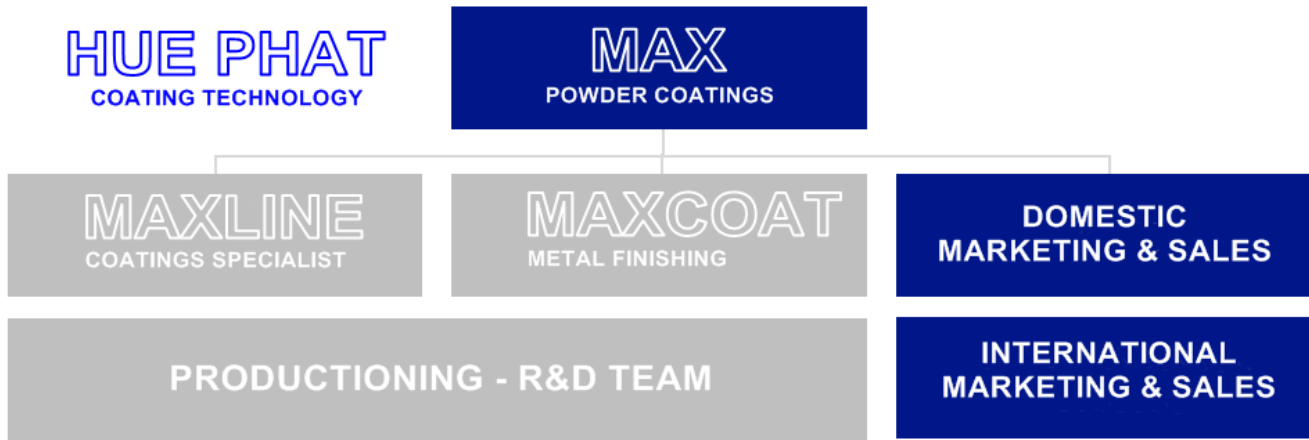 HUE PHAT
COATING TECHNOLOGY
MAX
POWDER COATINGS
MAXLINE
COATINGS SPECIALIST
MAXCOAT
METAL FINISHING
DOMESTIC
MARKETING & SALES
PRODUCTIONING - R&D TEAM
INTERNATIONAL
MARKETING & SALES